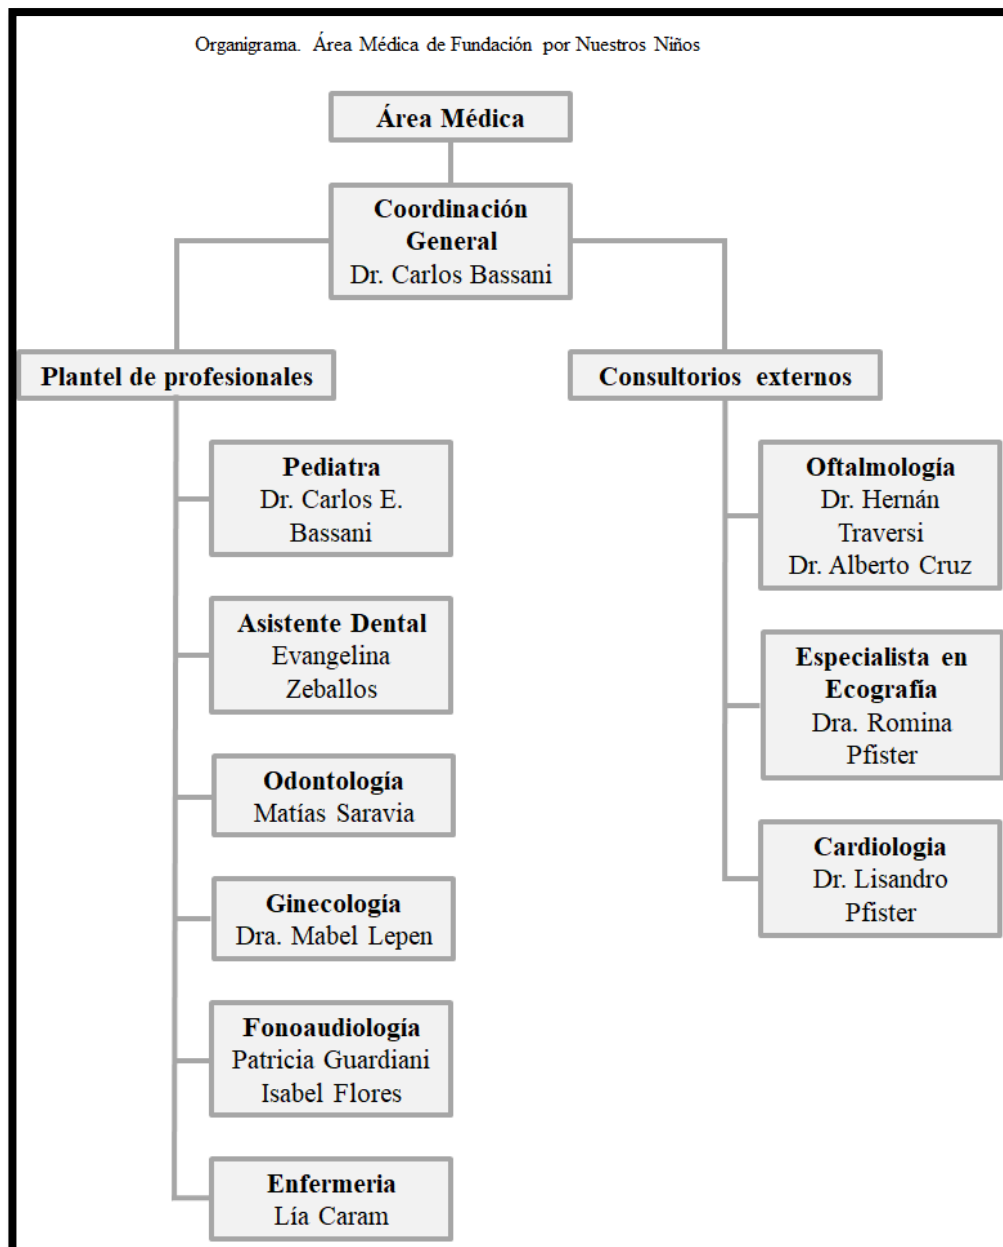 Organigrama. Área Médica de Fundación por Nuestros Niños
Área Médica
Coordinación
General
Dr. Carlos Bassani
Plantel de profesionales
Pediatra
Dr. Carlos E.
Bassani
Asistente Dental
Evangelina
Zeballos
Odontología
Matías Saravia
Ginecología
Dra. Mabel Lepen
Fonoaudiología
Patricia Guardiani
Isabel Flores
Enfermeria
Lía Caram
Consultorios externos
Oftalmología
Dr. Hernán
Traversi
Dr. Alberto Cruz
Especialista en
Ecografía
Dra. Romina
Pfister
Cardiologia
Dr. Lisandro
Pfister